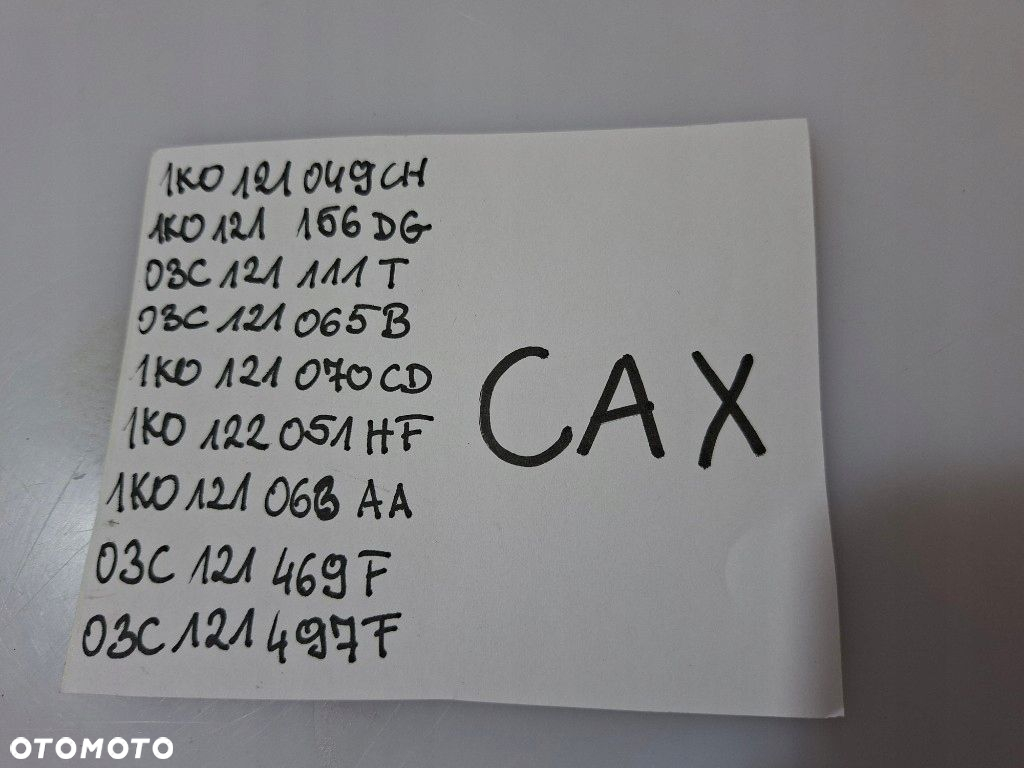 1K0 121 049 CH
1K0 121 156 DG
03C 121 111 T
03C 121 065 B
1K0 121 070 CD
1K0 122 051 HF
1K0 121 063 AA
03C 121 469 F
03C 121 497 F
CAX
OTOMOTO